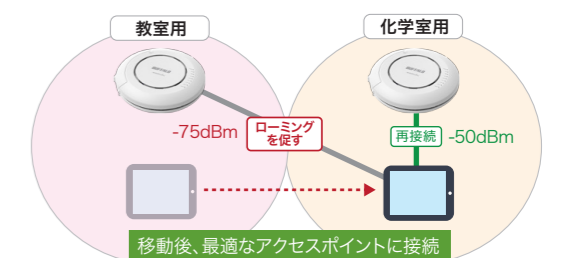 教室用
化学室用
-75dBm
ローミング
を促す
再接続
-50dBm
移動後、最適なアクセスポイントに接続